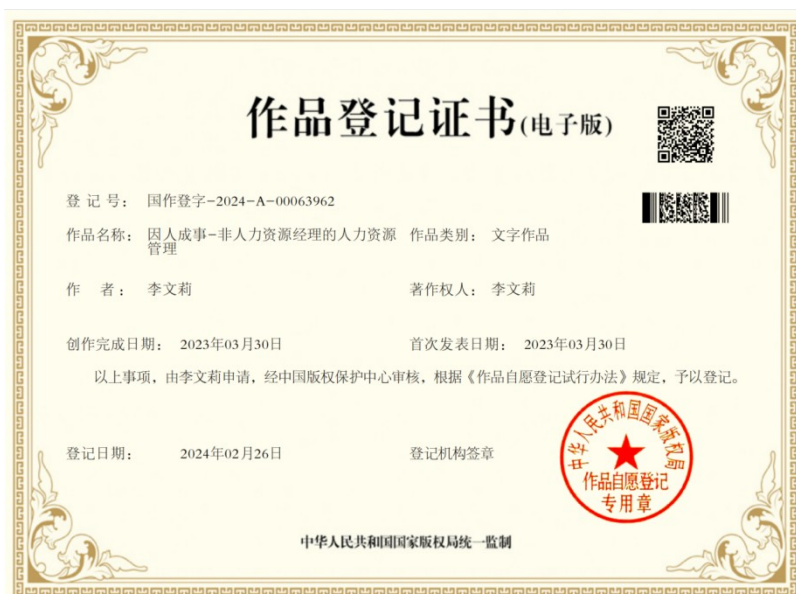 作品登记证书(电子版)
登 记 号： 国作登字-2024-A-00063962
作品名称： 因人成事-非人力资源经理的人力资源 作品类别： 文字作品
管理
作 者： 李文莉 著作权人： 李文莉
创作完成日期： 2023年03月30日 首次发表日期： 2023年03月30日
以上事项，由李文莉申请，经中国版权保护中心审核，根据《作品自愿登记试行办法》规定，予以登记。
登记日期： 2024年02月26日 登记机构签章
中华人民共和国国家版权局
作品自愿登记
专用章
中华人民共和国国家版权局统一监制